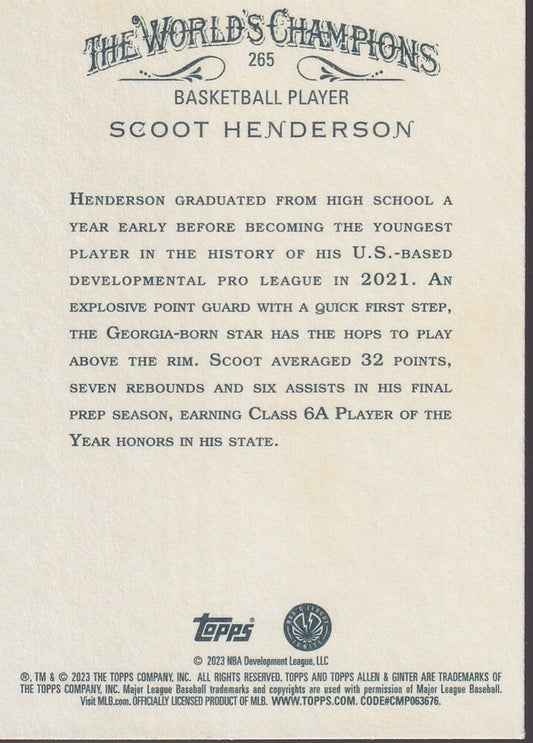 THE WORLD'S CHAMPIONS
265
BASKETBALL PLAYER
SCOOT HENDERSON
HENDERSON GRADUATED FROM HIGH SCHOOL A
YEAR EARLY BEFORE BECOMING THE YOUNGEST
PLAYER IN THE HISTORY OF HIS U.S.-BASED
DEVELOPMENTAL PRO LEAGUE IN 2021. AN
EXPLOSIVE POINT GUARD WITH A QUICK FIRST STEP,
THE GEORGIA-BORN STAR HAS THE HOPS TO PLAY
ABOVE THE RIM. SCOOT AVERAGED 32 POINTS,
SEVEN REBOUNDS AND SIX ASSISTS IN HIS FINAL
PREP SEASON, EARNING CLASS 6A PLAYER OF THE
YEAR HONORS IN HIS STATE.
topps®
NBA G LEAGUE
IGNITE
© 2023 NBA Development League, LLC
®, TM & © 2023 THE TOPPS COMPANY, INC. ALL RIGHTS RESERVED. TOPPS AND TOPPS ALLEN & GINTER ARE TRADEMARKS OF
THE TOPPS COMPANY, INC. Major League Baseball trademarks and copyrights are used with permission of Major League Baseball.
Visit MLB.com. OFFICIALLY LICENSED PRODUCT OF MLB. WWW.TOPPS.COM. CODE#CMP063676.